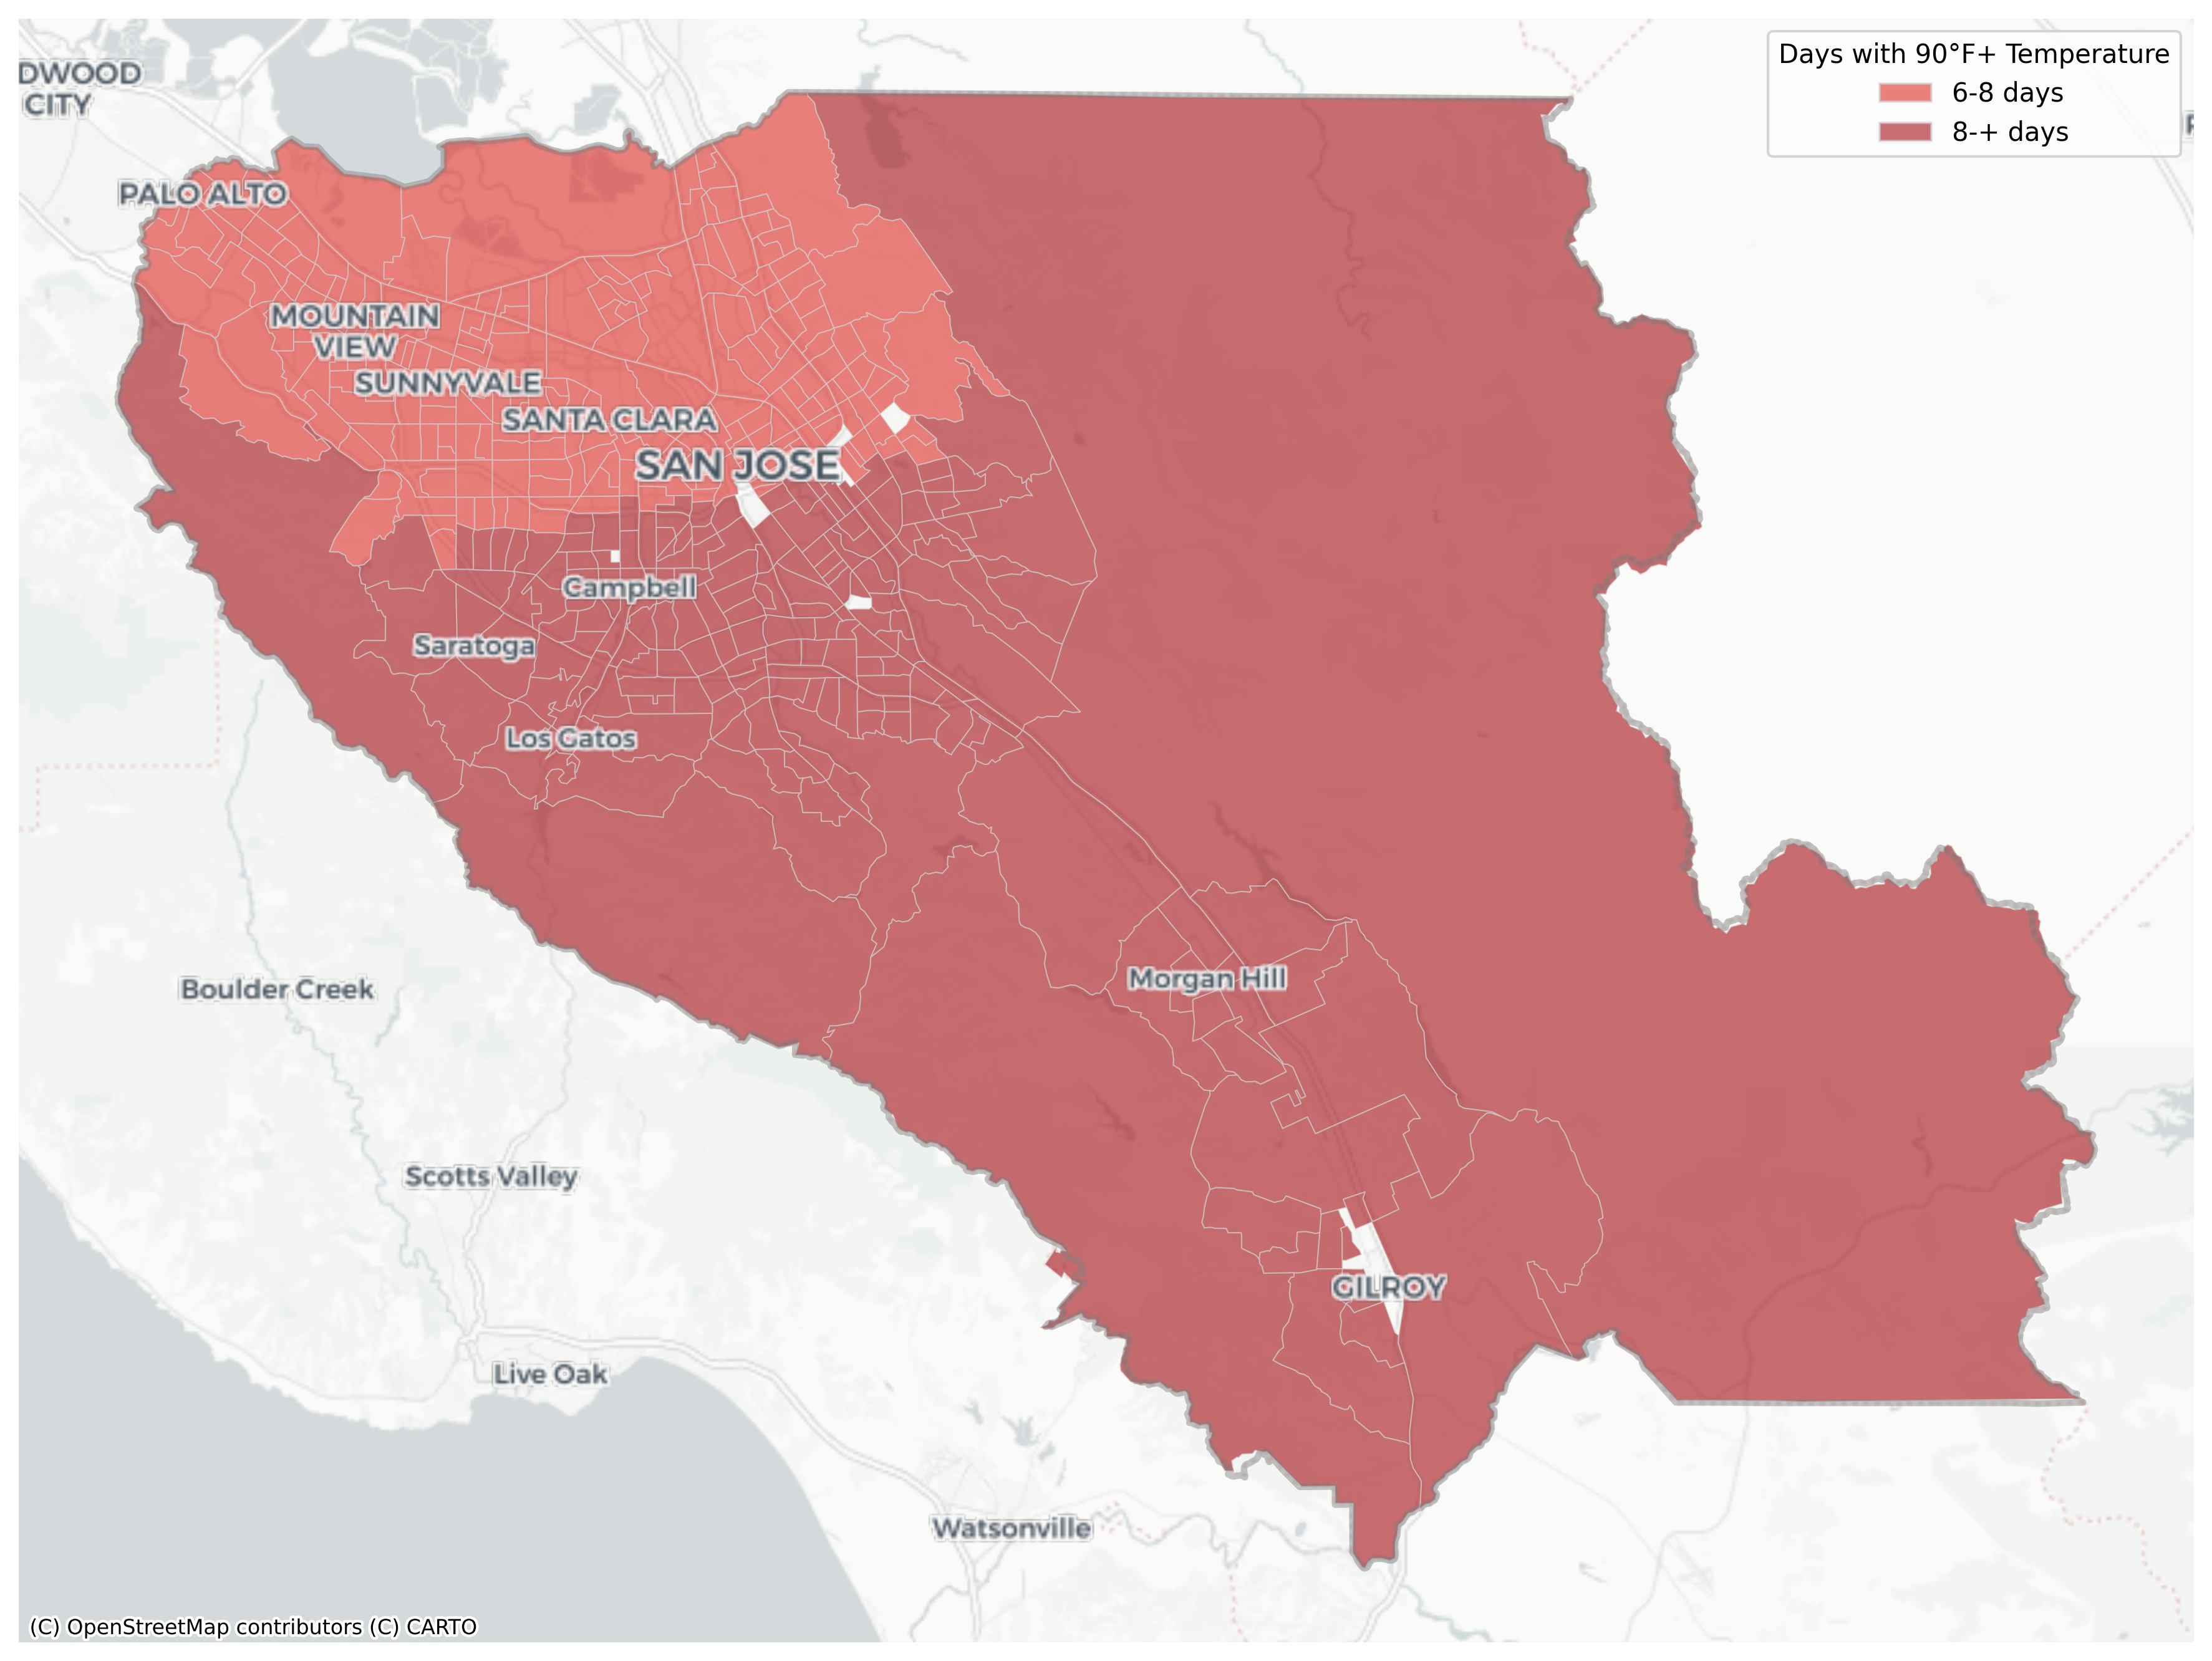 DWOOD
CITY
Days with 90°F+ Temperature
6-8 days
8-+ days
PALO ALTO
MOUNTAIN
VIEW
SUNNYVALE
SANTA CLARA
SAN JOSE
Campbell
Saratoga
Los Gatos
Morgan Hill
Boulder Creek
Scotts Valley
GILROY
Live Oak
Watsonville
(C) OpenStreetMap contributors (C) CARTO